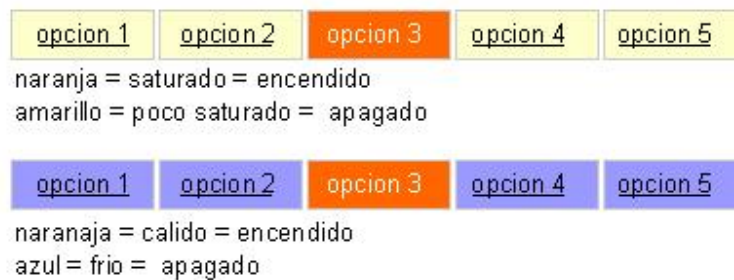 opcion 1 opcion 2 opcion 3 opcion 4 opcion 5
naranja = saturado = encendido
amarillo = poco saturado = apagado
opcion 1 opcion 2 opcion 3 opcion 4 opcion 5
naranaja = calido = encendido
azul = frio = apagado